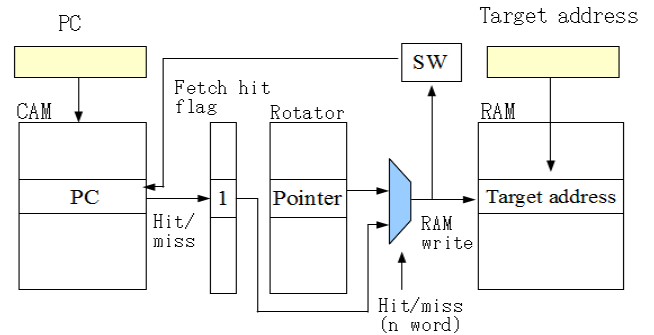 PC
Target address
SW
Fetch hit
flag
CAM
Rotator
RAM
PC
1
Pointer
Target address
Hit/
miss
RAM
write
Hit/miss
(n word)